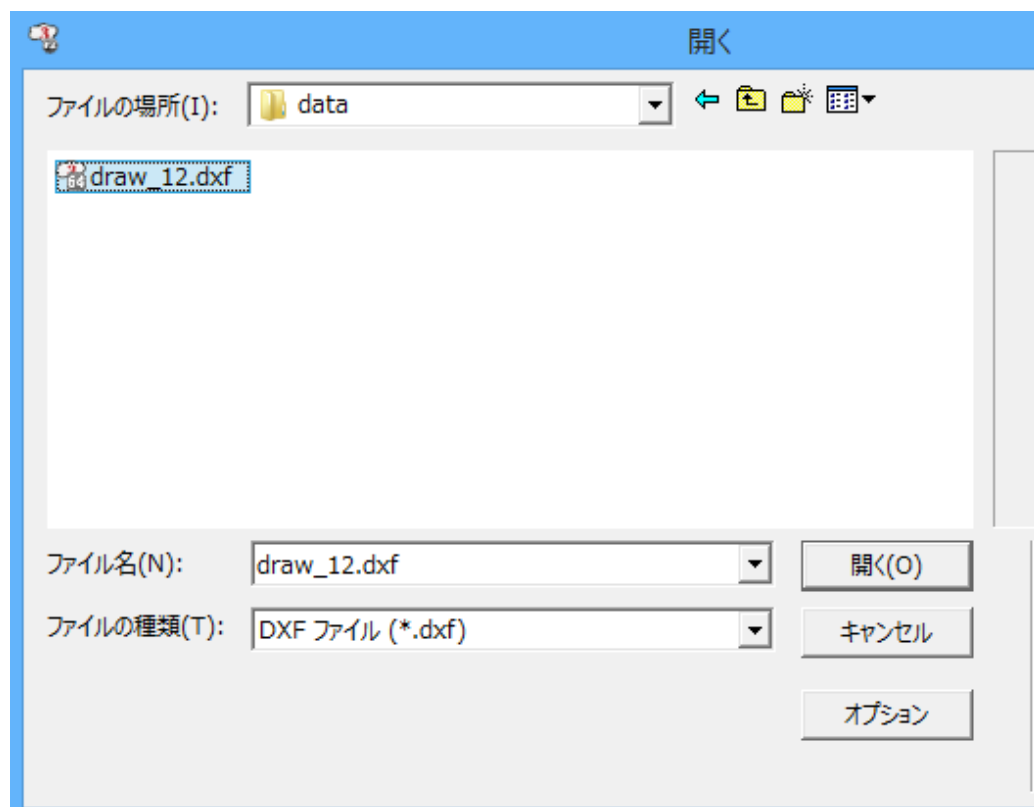 開く
ファイルの場所(I): data
draw_12.dxf
ファイル名(N): draw_12.dxf 開く(O)
ファイルの種類(T): DXF ファイル (*.dxf) キャンセル
オプション